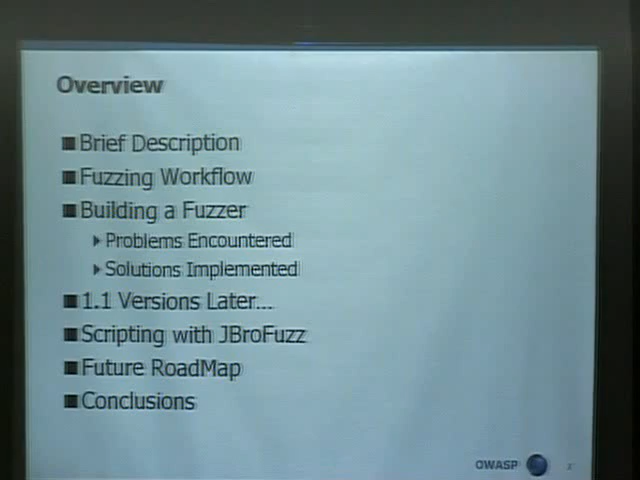 Overview
Brief Description
Fuzzing Workflow
Building a Fuzzer
Problems Encountered
Solutions Implemented
1.1 Versions Later...
Scripting with JBroFuzz
Future RoadMap
Conclusions
OWASP
2